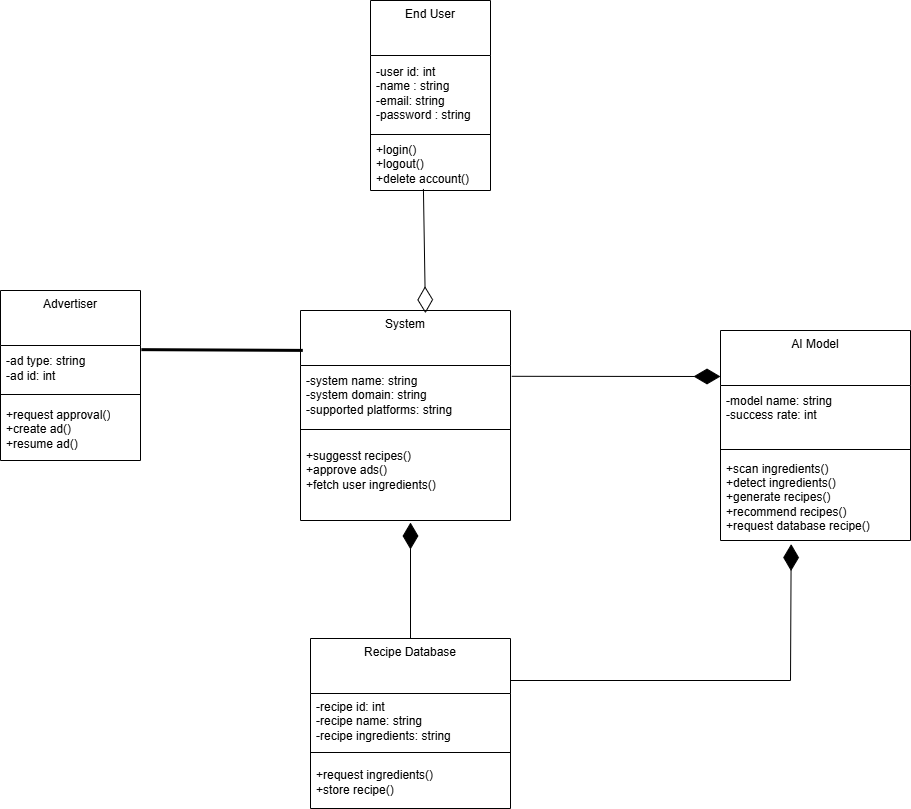 End User
-user id: int
-name : string
-email: string
-password : string
+login()
+logout()
+delete account()
Advertiser
-ad type: string
-ad id: int
+request approval()
+create ad()
+resume ad()
System
-system name: string
-system domain: string
-supported platforms: string
+suggesst recipes()
+approve ads()
+fetch user ingredients()
AI Model
-model name: string
-success rate: int
+scan ingredients()
+detect ingredients()
+generate recipes()
+recommend recipes()
+request database recipe()
Recipe Database
-recipe id: int
-recipe name: string
-recipe ingredients: string
+request ingredients()
+store recipe()